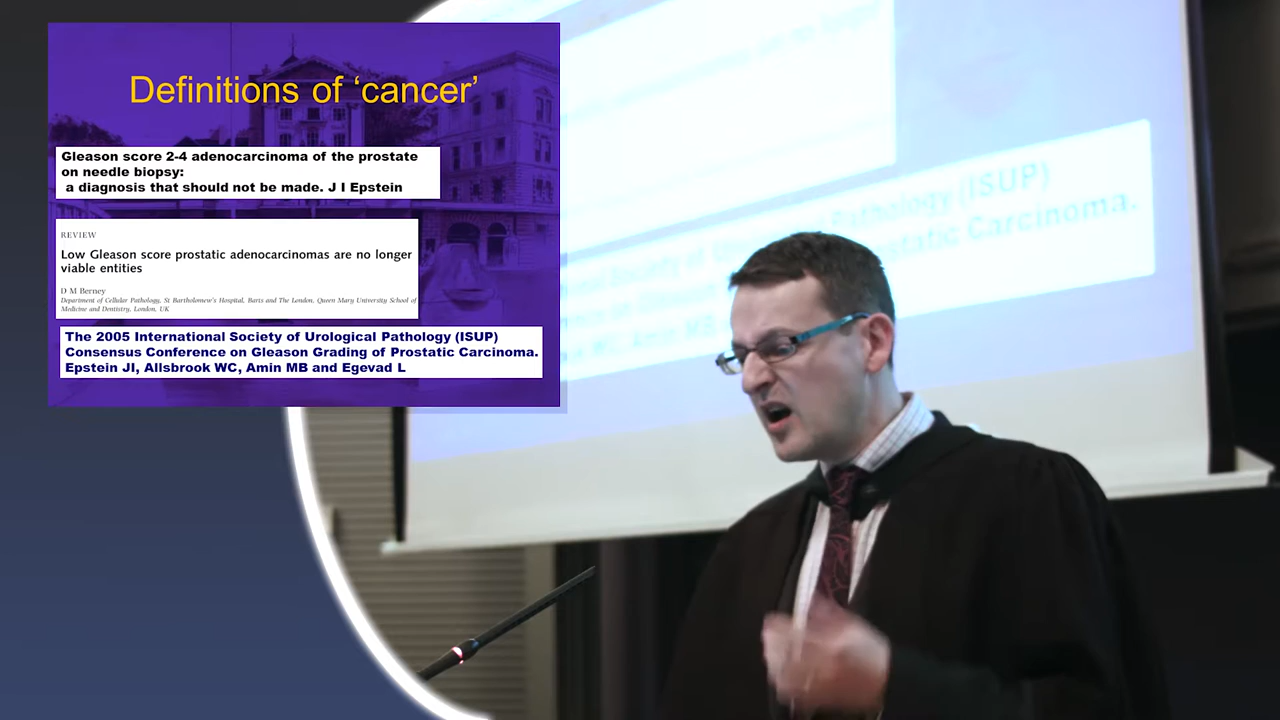 Definitions of ‘cancer’
Gleason score 2-4 adenocarcinoma of the prostate
on needle biopsy:
a diagnosis that should not be made. J I Epstein
REVIEW
Low Gleason score prostatic adenocarcinomas are no longer
viable entities
D M Berney
Department of Cellular Pathology, St Bartholomew's Hospital, Barts and The London, Queen Mary University School of
Medicine and Dentistry, London, UK
The 2005 International Society of Urological Pathology (ISUP)
Consensus Conference on Gleason Grading of Prostatic Carcinoma.
Epstein JI, Allsbrook WC, Amin MB and Egevad L
Pathology (ISUP)
Carcinoma.